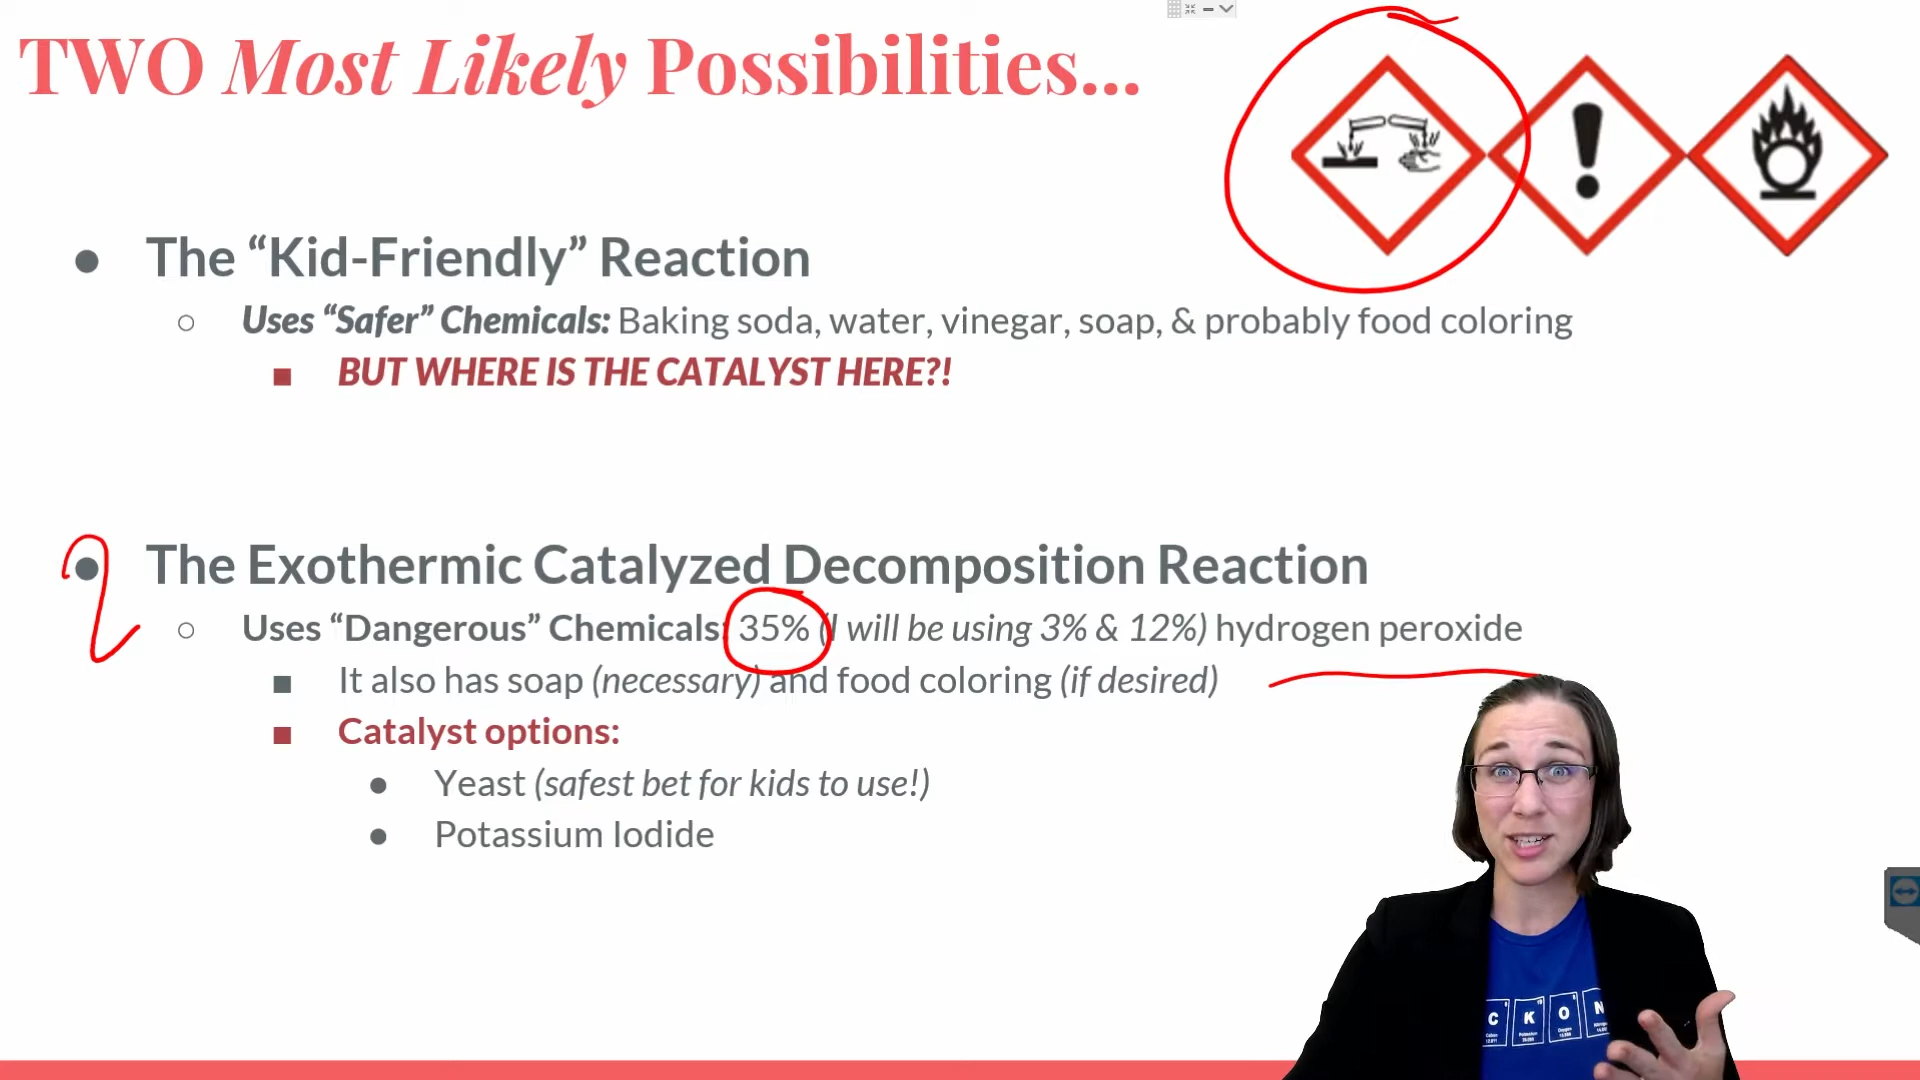 TWO Most Likely Possibilities...
The “Kid-Friendly” Reaction
Uses “Safer” Chemicals: Baking soda, water, vinegar, soap, & probably food coloring
BUT WHERE IS THE CATALYST HERE?!
The Exothermic Catalyzed Decomposition Reaction
Uses “Dangerous” Chemicals: 35% (I will be using 3% & 12%) hydrogen peroxide
It also has soap (necessary) and food coloring (if desired)
Catalyst options:
Yeast (safest bet for kids to use!)
Potassium Iodide
C K O N